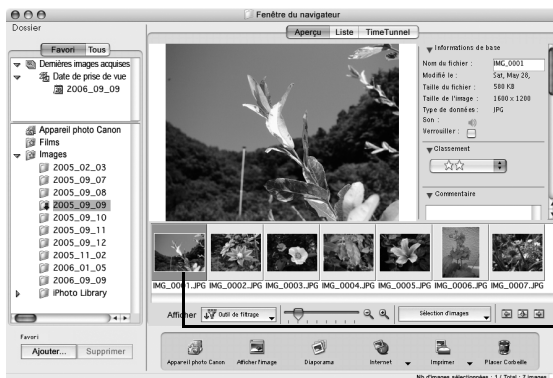 Fenêtre du navigateur
Dossier
Favori Tous
Dernières images acquises
Date de prise de vue
2006_09_09
Appareil photo Canon
Films
Images
2005_02_03
2005_09_07
2005_09_08
2005_09_09
2005_09_10
2005_09_11
2005_09_12
2005_11_02
2006_01_05
2006_09_09
iPhoto Library
Favori
Ajouter... Supprimer
Aperçu Liste TimeTunnel
Informations de base
Nom du fichier : IMG_0001
Modifié le : Sat, May 28,
Taille du fichier : 580 KB
Taille de l'image : 1600 x 1200
Type de données : JPG
Son :
Verrouiller :
Classement
Commentaire
IMG_0001.JPG IMG_0002.JPG IMG_0003.JPG IMG_0004.JPG IMG_0005.JPG IMG_0006.JPG IMG_0007.JPG
Afficher Outil de filtrage Sélection d'images
Appareil photo Canon Afficher l'image Diaporama Internet Imprimer Placer Corbeille
Nb d'images sélectionnées : 1 / Total : 7 images